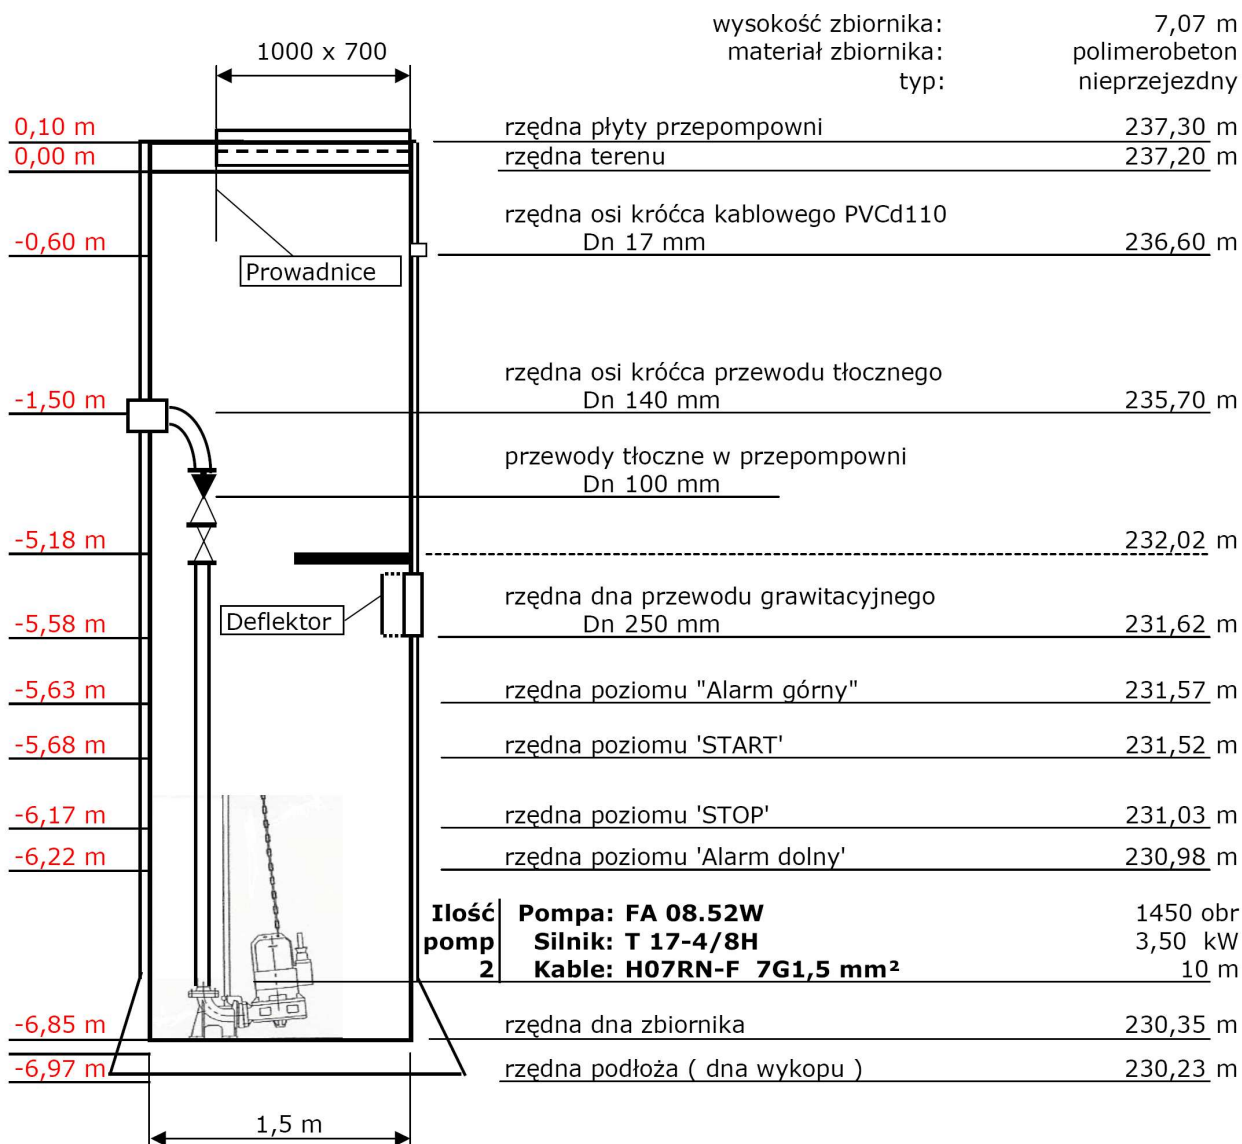 wysokość zbiornika: 7,07 m
materiał zbiornika: polimerobeton
typ: nieprzejezdny
1000 x 700
0,10 m rzędna płyty przepompowni 237,30 m
0,00 m rzędna terenu 237,20 m
rzędna osi króćca kablowego PVCd110
-0,60 m Dn 17 mm 236,60 m
Prowadnice
rzędna osi króćca przewodu tłocznego
-1,50 m Dn 140 mm 235,70 m
przewody tłoczne w przepompowni
Dn 100 mm
-5,18 m 232,02 m
rzędna dna przewodu grawitacyjnego
Deflektor
-5,58 m Dn 250 mm 231,62 m
-5,63 m rzędna poziomu "Alarm górny" 231,57 m
-5,68 m rzędna poziomu 'START' 231,52 m
-6,17 m rzędna poziomu 'STOP' 231,03 m
-6,22 m rzędna poziomu 'Alarm dolny' 230,98 m
Ilość Pompa: FA 08.52W 1450 obr
pomp Silnik: T 17-4/8H 3,50 kW
2 Kable: H07RN-F 7G1,5 mm² 10 m
-6,85 m rzędna dna zbiornika 230,35 m
-6,97 m rzędna podłoża ( dna wykopu ) 230,23 m
1,5 m